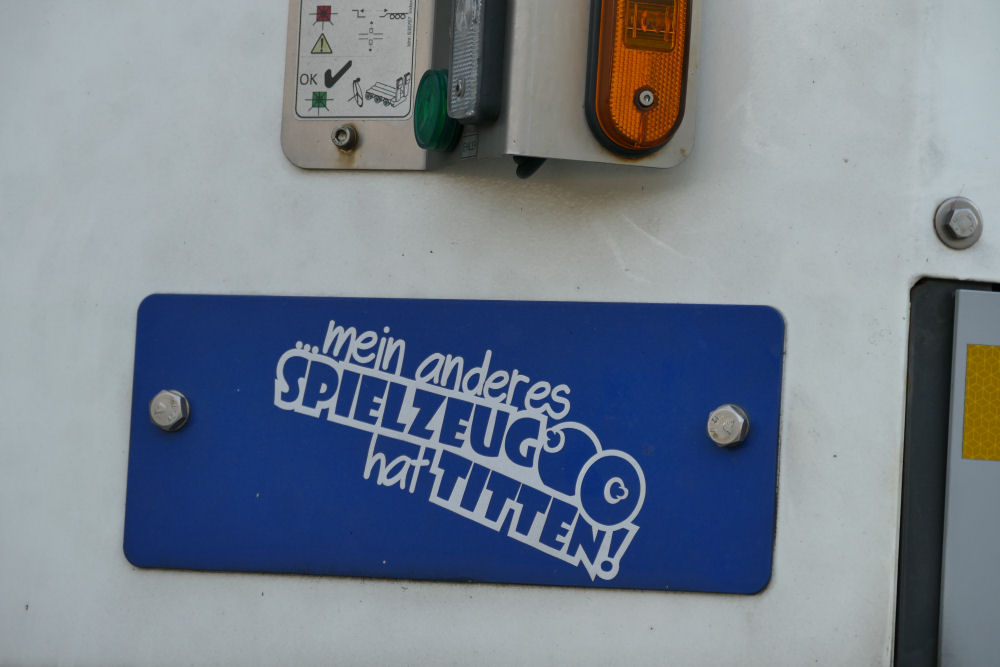 OK
...mein anderes
SPIELZEUG
hat TITTEN!